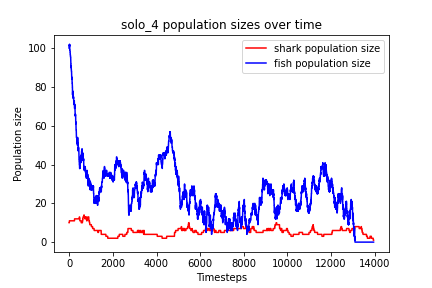 solo_4 population sizes over time
shark population size
fish population size
Population size
100
80
60
40
20
0
0 2000 4000 6000 8000 10000 12000 14000
Timesteps